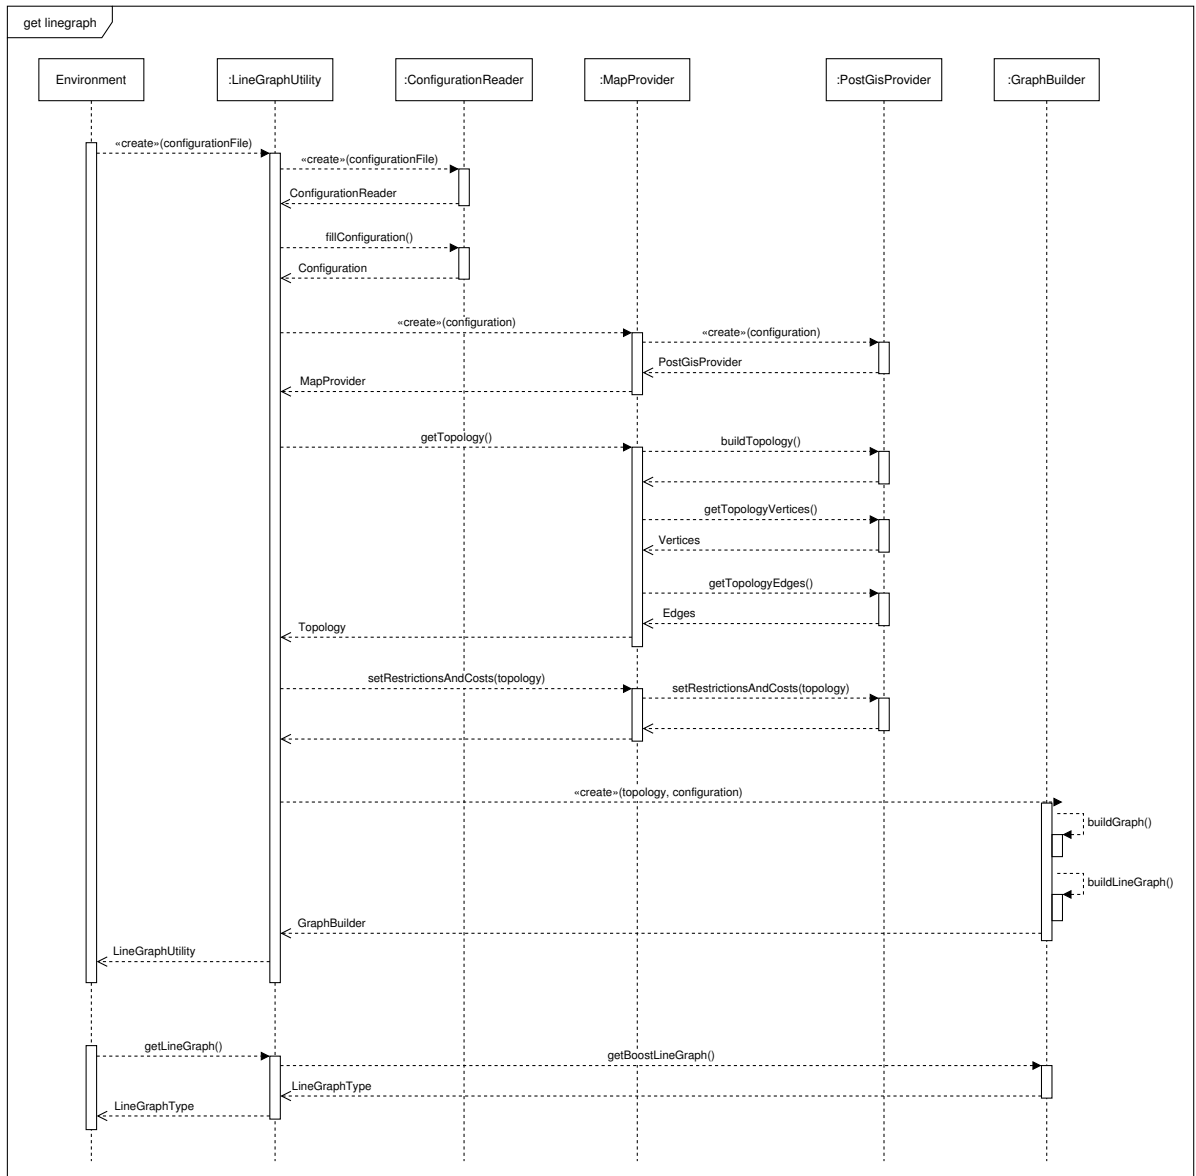 get linegraph
Environment
:LineGraphUtility
:ConfigurationReader
:MapProvider
:PostGisProvider
:GraphBuilder
«create»(configurationFile)
«create»(configurationFile)
ConfigurationReader
fillConfiguration()
Configuration
«create»(configuration)
«create»(configuration)
PostGisProvider
MapProvider
getTopology()
buildTopology()
getTopologyVertices()
Vertices
getTopologyEdges()
Edges
Topology
setRestrictionsAndCosts(topology)
setRestrictionsAndCosts(topology)
«create»(topology, configuration)
buildGraph()
buildLineGraph()
GraphBuilder
LineGraphUtility
getLineGraph()
getBoostLineGraph()
LineGraphType
LineGraphType